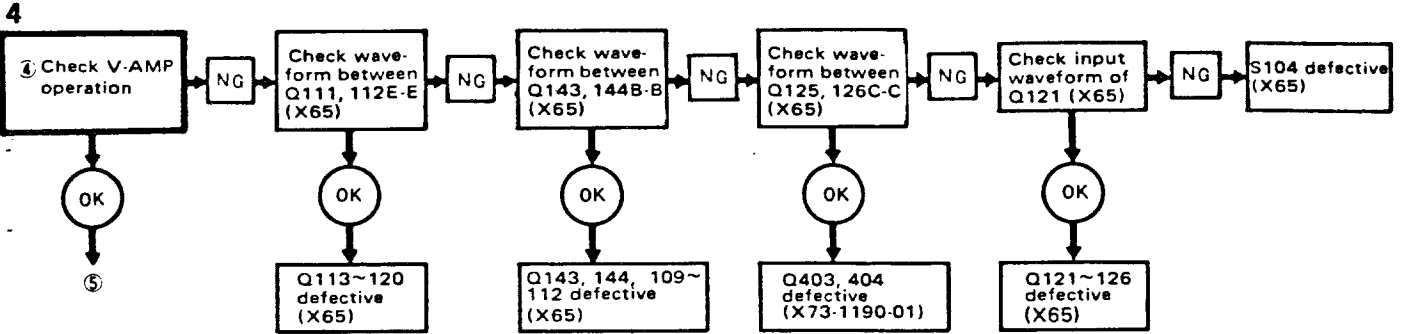 4
④ Check V-AMP
operation
NG
Check wave-
form between
Q111, 112E-E
(X65)
NG
Check wave-
form between
Q143, 144B-B
(X65)
NG
Check wave-
form between
Q125, 126C-C
(X65)
NG
Check input
waveform of
Q121 (X65)
NG
S104 defective
(X65)
OK
OK
OK
OK
OK
⑤
Q113~120
defective
(X65)
Q143, 144, 109~
112 defective
(X65)
Q403, 404
defective
(X73-1190-01)
Q121~126
defective
(X65)